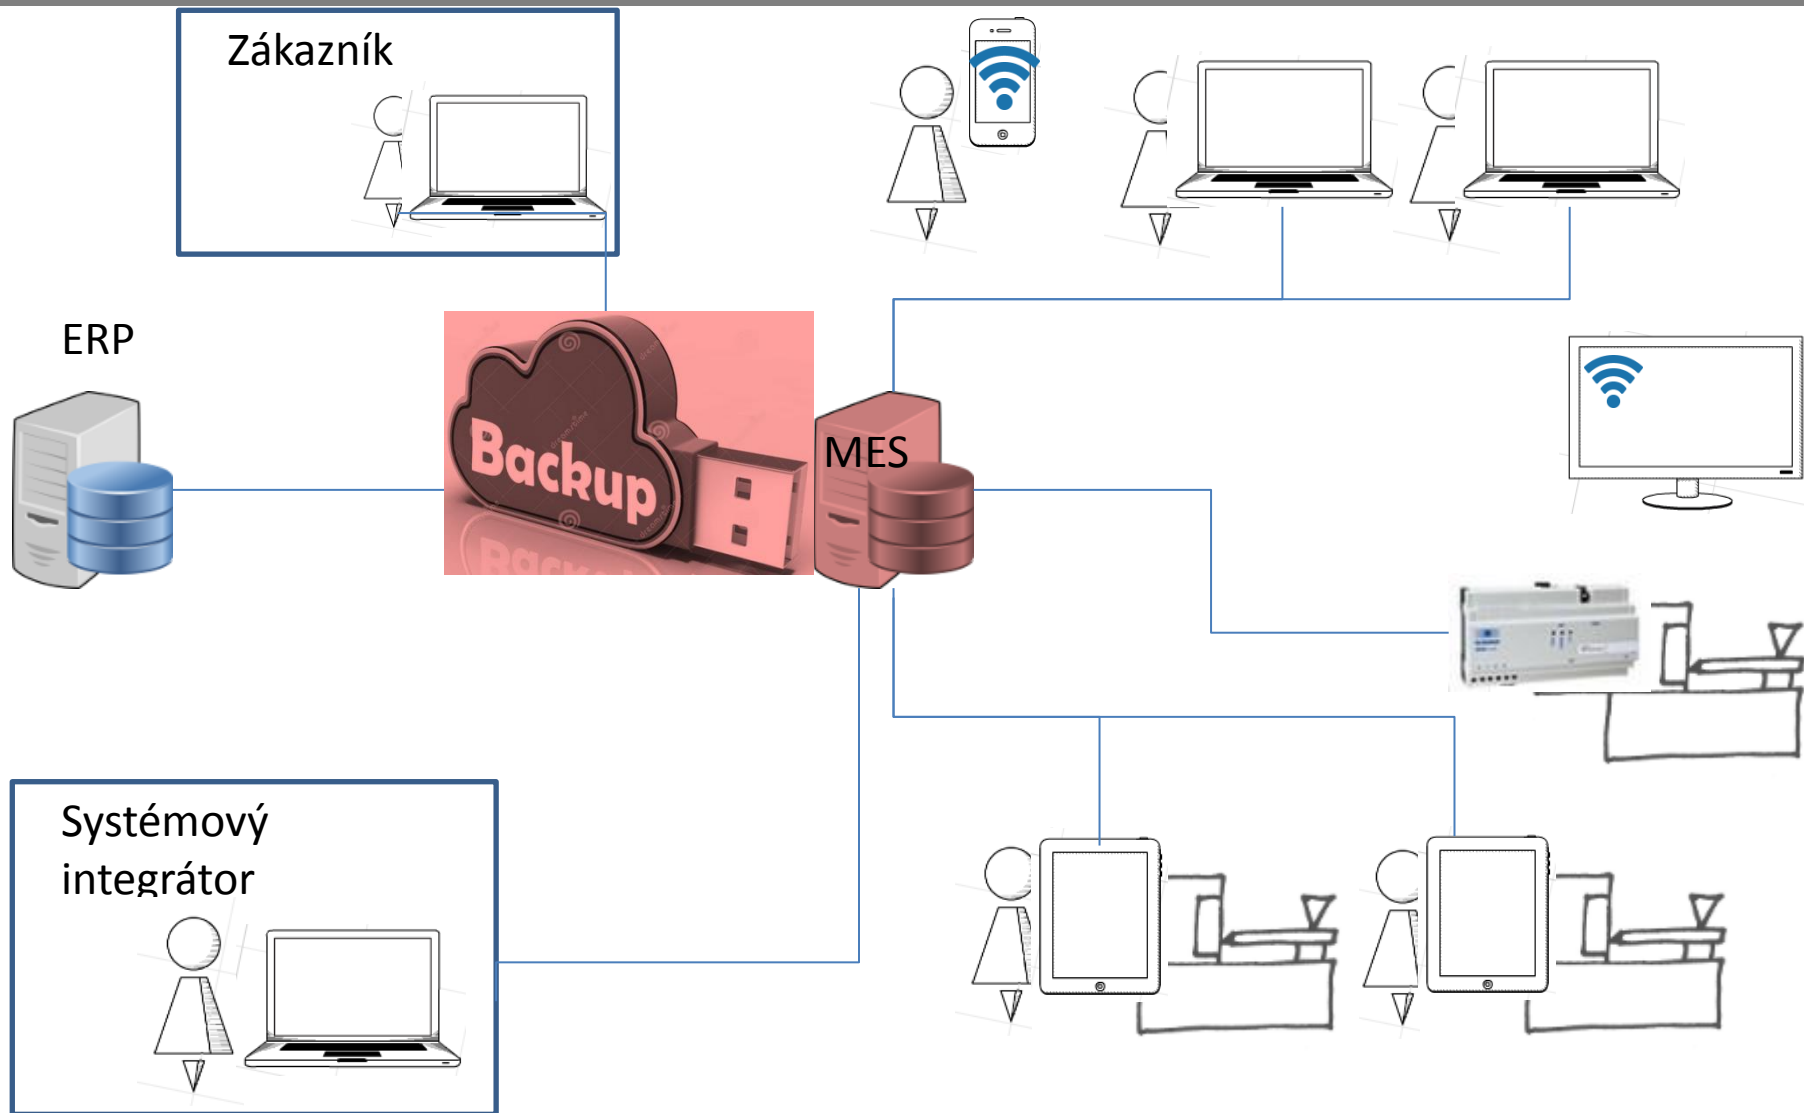 Zákazník
ERP
Backup
MES
Systémový
integrátor